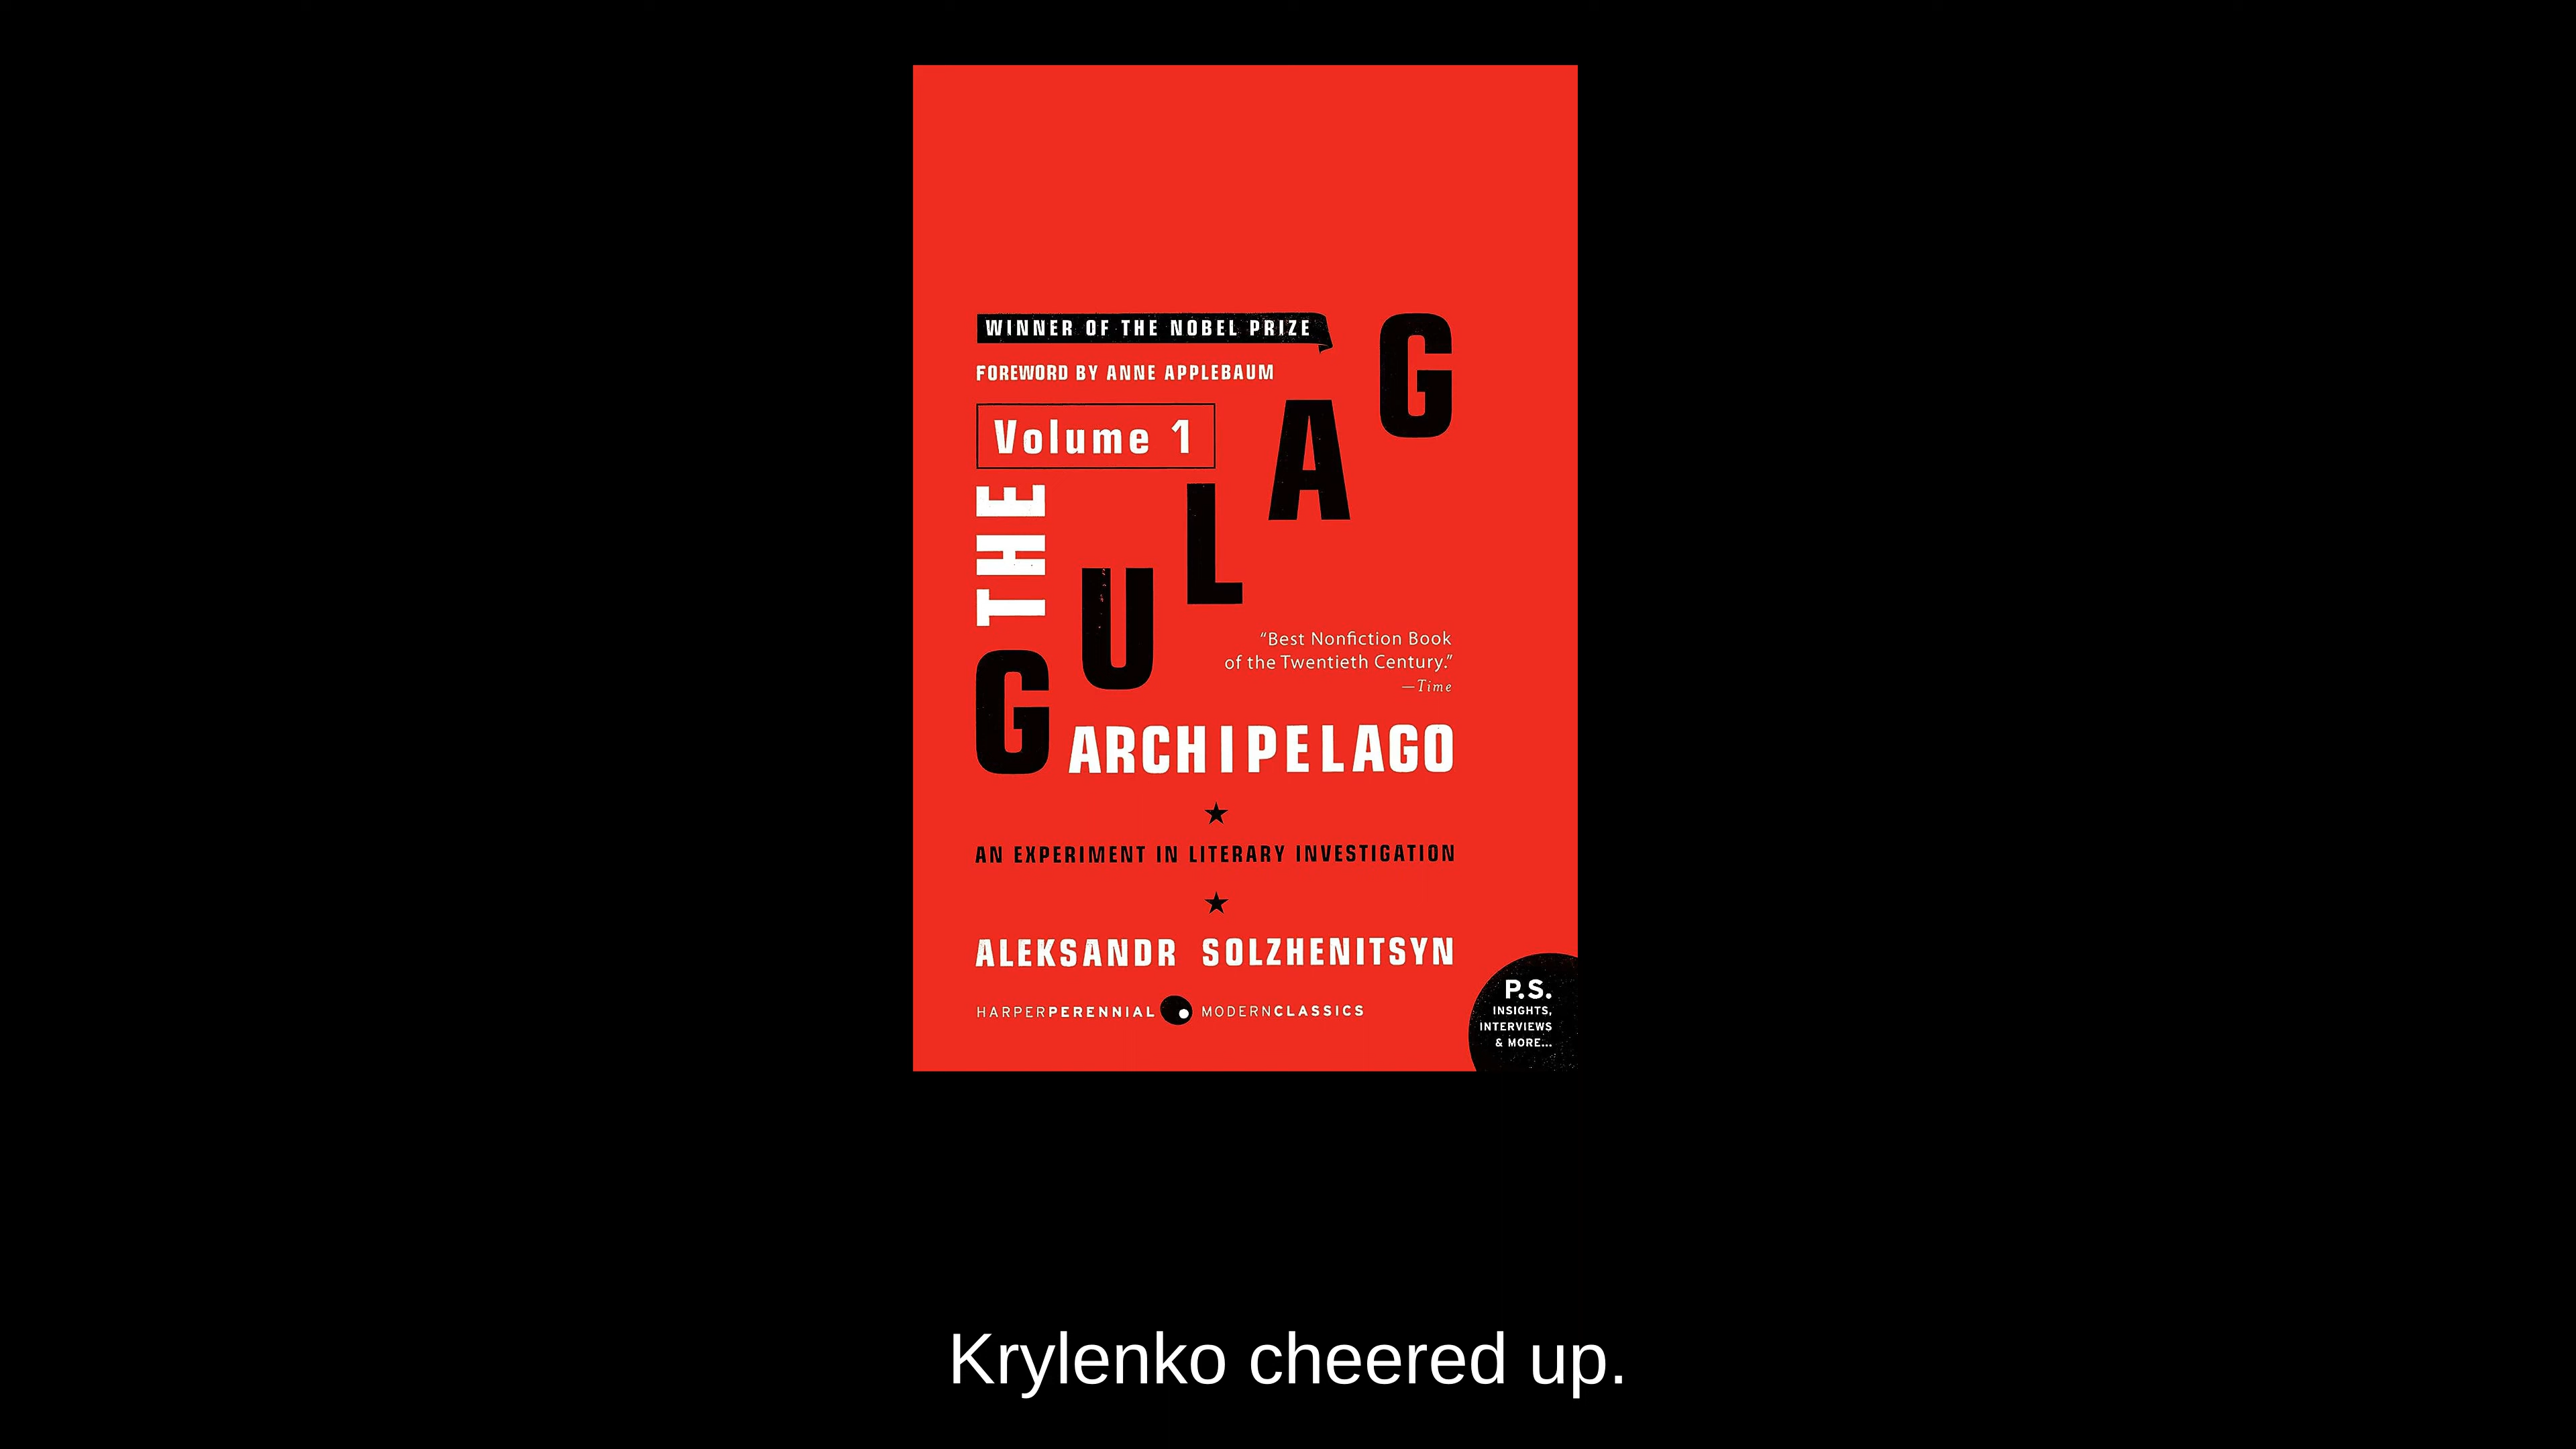 WINNER OF THE NOBEL PRIZE
FOREWORD BY ANNE APPLEBAUM
Volume 1
THE
GULAG
"Best Nonfiction Book
of the Twentieth Century."
—Time
ARCHIPELAGO
AN EXPERIMENT IN LITERARY INVESTIGATION
ALEKSANDR SOLZHENITSYN
HARPERPERENNIAL MODERNCLASSICS
P.S.
INSIGHTS,
INTERVIEWS
& MORE...
Krylenko cheered up.